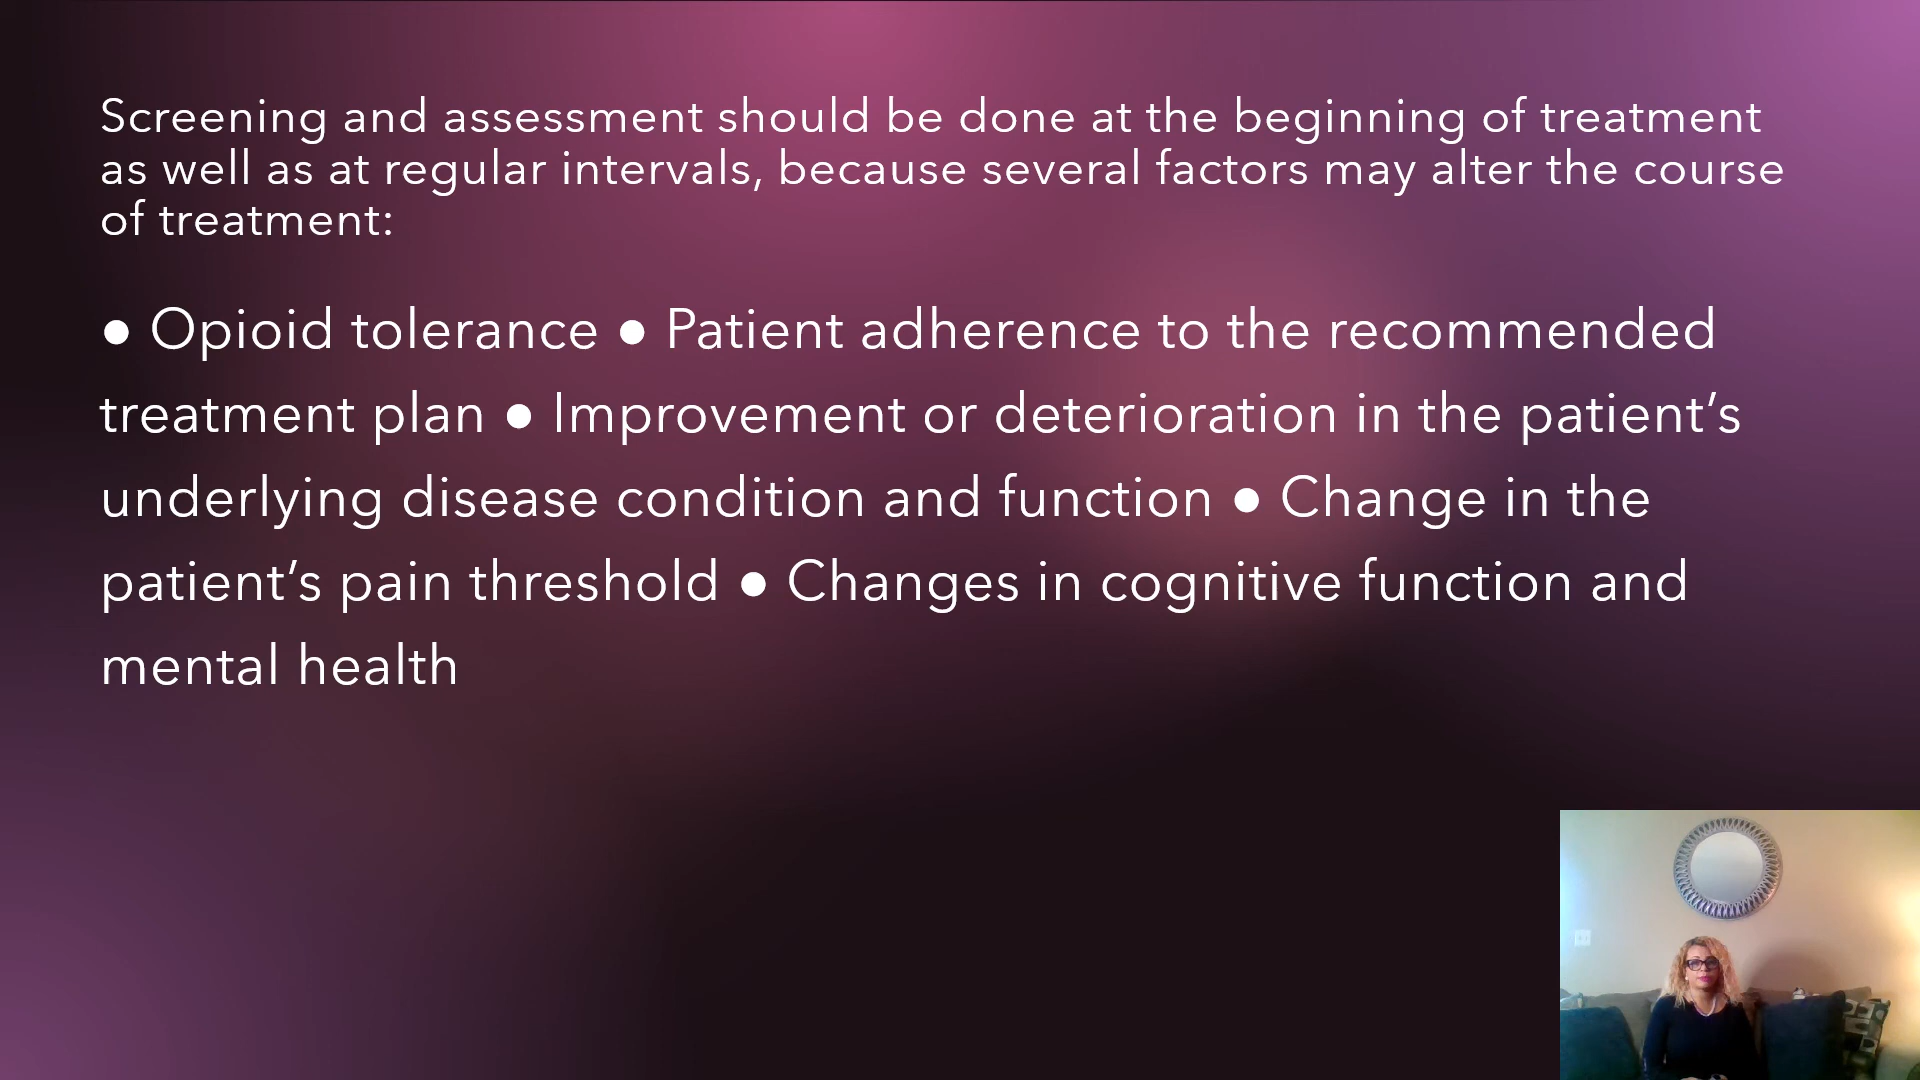 Screening and assessment should be done at the beginning of treatment
as well as at regular intervals, because several factors may alter the course
of treatment:
● Opioid tolerance ● Patient adherence to the recommended
treatment plan ● Improvement or deterioration in the patient’s
underlying disease condition and function ● Change in the
patient’s pain threshold ● Changes in cognitive function and
mental health